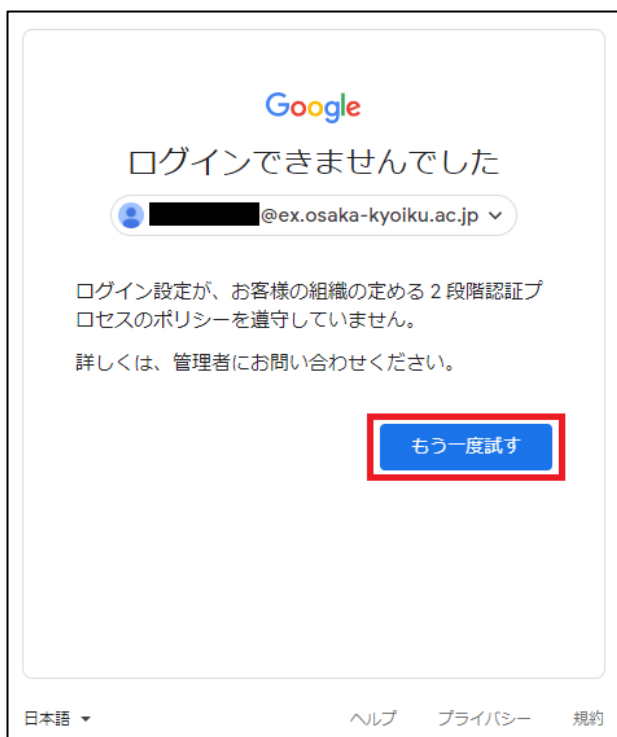 Google
ログインできませんでした
@ex.osaka-kyoiku.ac.jp
ログイン設定が、お客様の組織の定める 2 段階認証プ
ロセスのポリシーを遵守していません。
詳しくは、管理者にお問い合わせください。
もう一度試す
日本語 ヘルプ プライバシー 規約